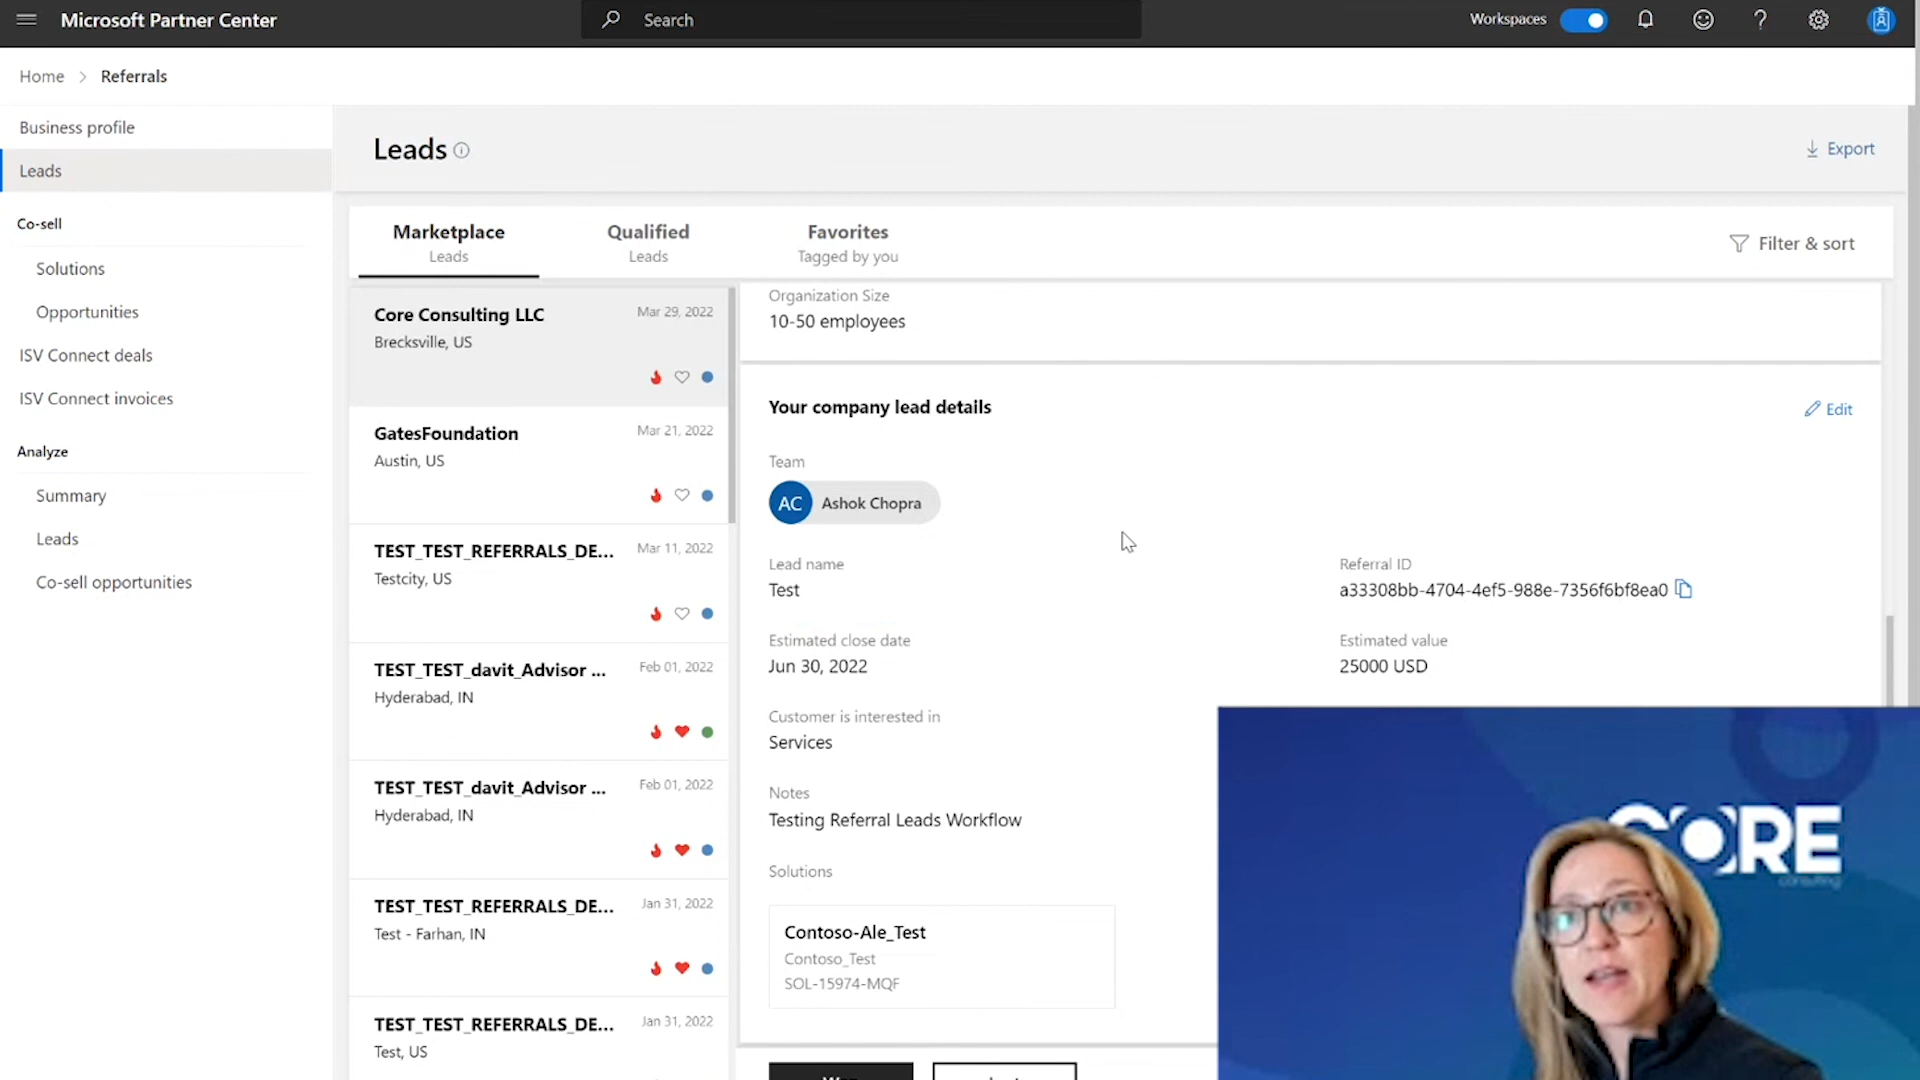 Microsoft Partner Center
Search
Workspaces
Home > Referrals
Business profile
Leads
Co-sell
Solutions
Opportunities
ISV Connect deals
ISV Connect invoices
Analyze
Summary
Leads
Co-sell opportunities
Leads
Export
Marketplace
Leads
Qualified
Leads
Favorites
Tagged by you
Filter & sort
Core Consulting LLC
Mar 29, 2022
Brecksville, US
GatesFoundation
Mar 21, 2022
Austin, US
TEST_TEST_REFERRALS_DE...
Mar 11, 2022
Testcity, US
TEST_TEST_davit_Advisor ...
Feb 01, 2022
Hyderabad, IN
TEST_TEST_davit_Advisor ...
Feb 01, 2022
Hyderabad, IN
TEST_TEST_REFERRALS_DE...
Jan 31, 2022
Test - Farhan, IN
TEST_TEST_REFERRALS_DE...
Jan 31, 2022
Test, US
Organization Size
10-50 employees
Your company lead details
Edit
Team
AC Ashok Chopra
Lead name
Test
Referral ID
a33308bb-4704-4ef5-988e-7356f6bf8ea0
Estimated close date
Jun 30, 2022
Estimated value
25000 USD
Customer is interested in
Services
Notes
Testing Referral Leads Workflow
Solutions
Contoso-Ale_Test
Contoso_Test
SOL-15974-MQF
CORE
consulting